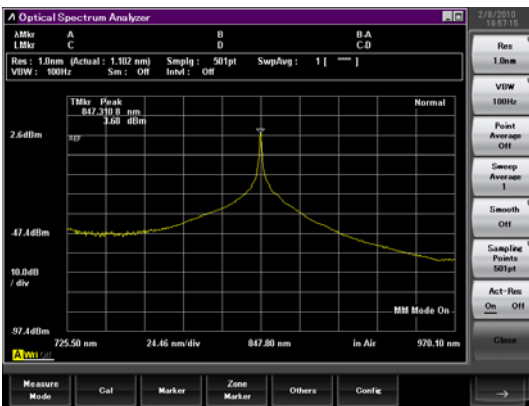 Optical Spectrum Analyzer
2/8/2010
18:57:15
λMkr A B B-A
LMkr C D C-D
Res : 1.0nm (Actual : 1.102 nm) Smplg : 501pt SwpAvg : 1 [ **** ]
VBW : 100Hz Sm : Off Intvl : Off
TMkr Peak Normal
847.310 8 nm
3.68 dBm
2.6dBm
REF
-47.4dBm
10.0dB
/ div
MM Mode On
-97.4dBm
725.50 nm 24.46 nm/div 847.80 nm in Air 970.10 nm
A Wri
Res
1.0nm
VBW
100Hz
Point
Average
Off
Sweep
Average
1
Smooth
Off
Sampling
Points
501pt
Act-Res
On Off
Close
Measure
Mode
Cal
Marker
Zone
Marker
Others
Config